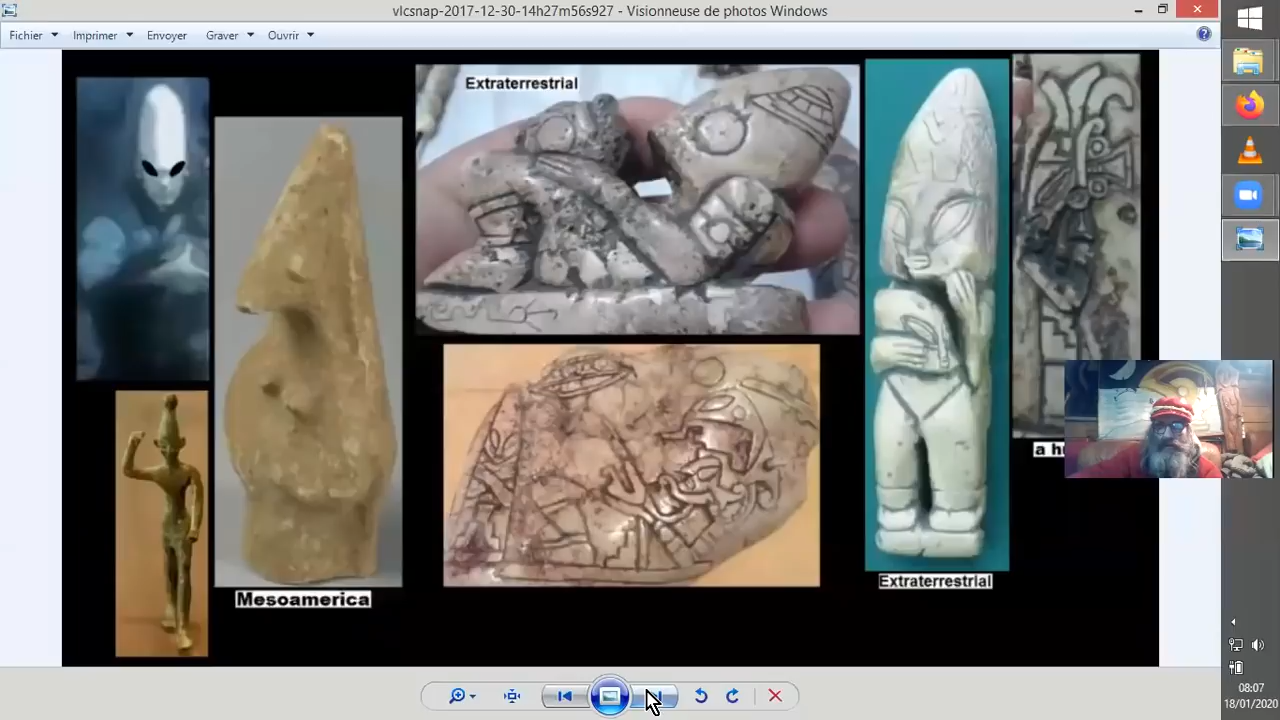 vlcsnap-2017-12-30-14h27m56s927 - Visionneuse de photos Windows
Fichier Imprimer Envoyer Graver Ouvrir
Extraterrestrial
Mesoamerica
Extraterrestrial
08:07
18/01/2020